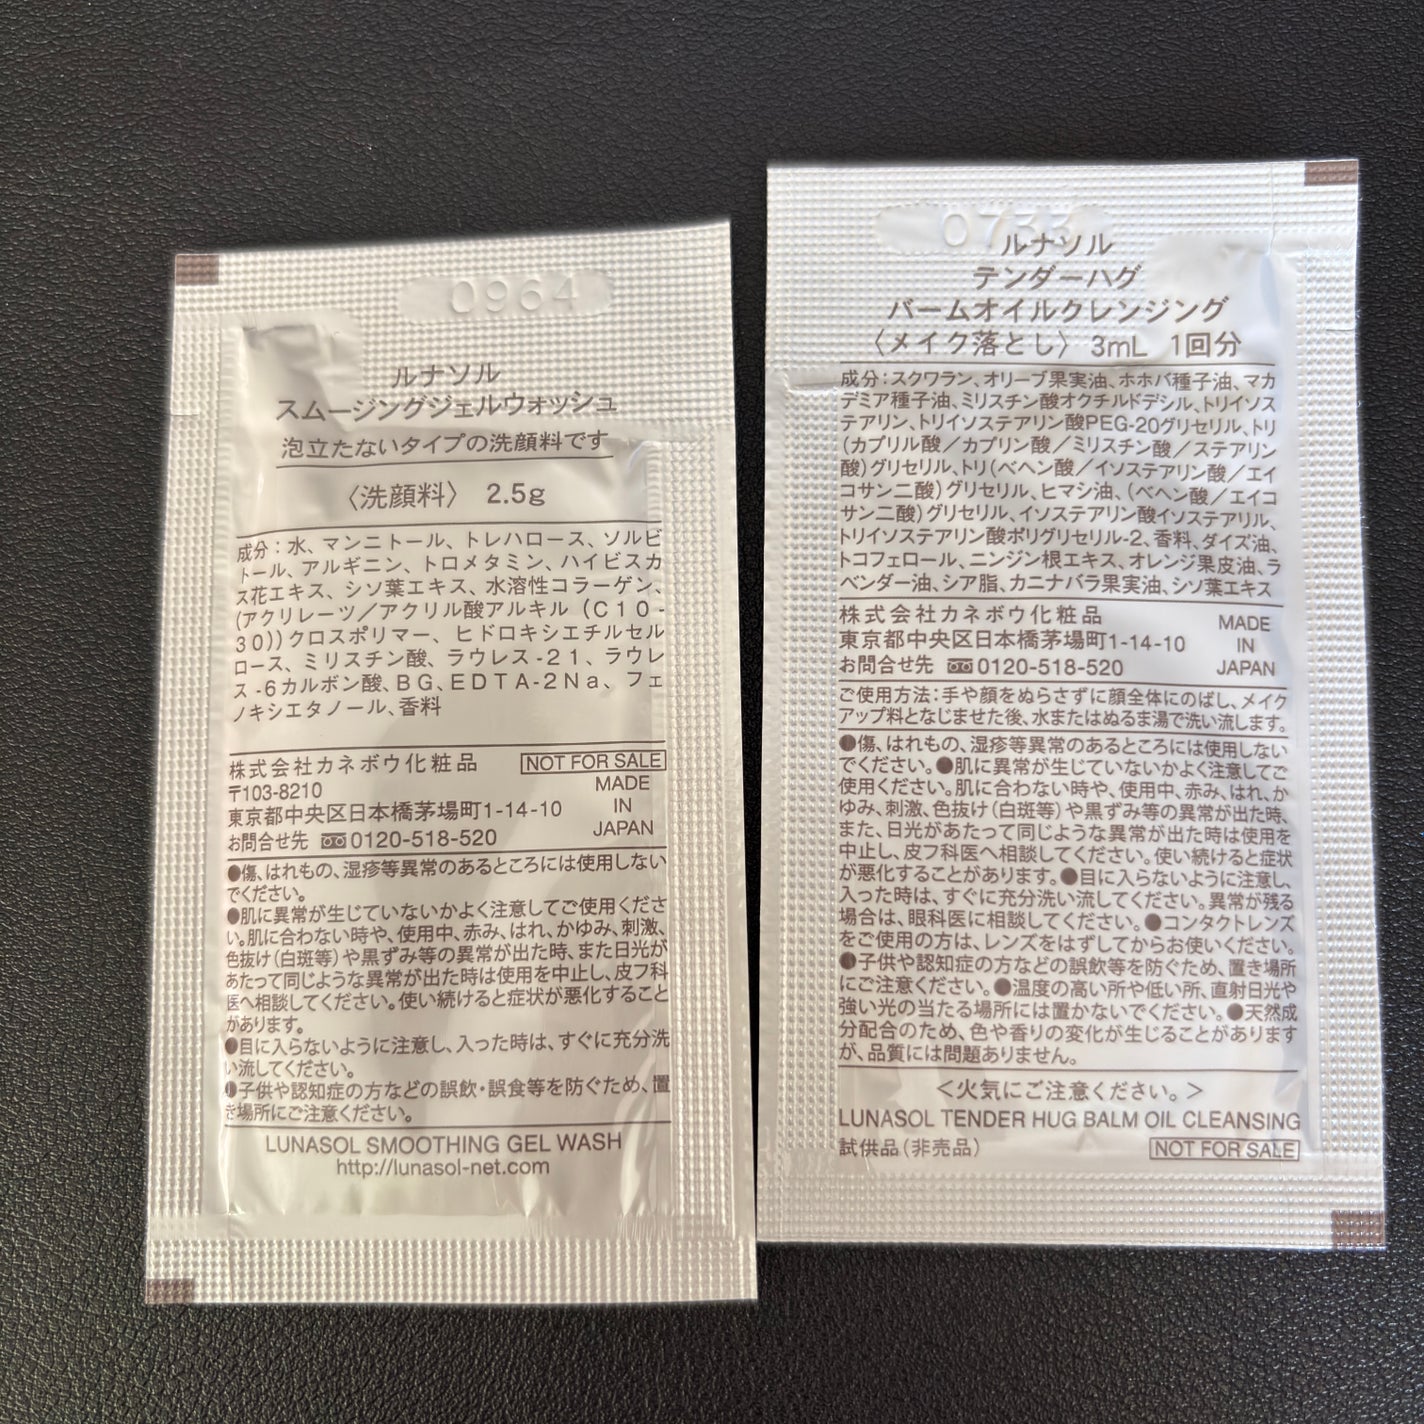 0964
ルナソル
スムージングジェルウォッシュ
泡立たないタイプの洗顔料です
〈洗顔料〉 2.5g
成分：水、マンニトール、トレハロース、ソルビ
トール、アルギニン、トロメタミン、ハイビスカ
ス花エキス、シソ葉エキス、水溶性コラーゲン、
(アクリレーツ／アクリル酸アルキル（C10-
30))クロスポリマー、ヒドロキシエチルセル
ロース、ミリスチン酸、ラウレス-21、ラウレ
ス-6カルボン酸、BG、EDTA-2Na、フェ
ノキシエタノール、香料
株式会社カネボウ化粧品 NOT FOR SALE
〒103-8210
東京都中央区日本橋茅場町1-14-10
お問合せ先 0120-518-520
MADE
IN
JAPAN
●傷、はれもの、湿疹等異常のあるところには使用しない
でください。
●肌に異常が生じていないかよく注意してご使用くださ
い。肌に合わない時や、使用中、赤み、はれ、かゆみ、刺激、
色抜け（白斑等）や黒ずみ等の異常が出た時、また日光が
あたって同じような異常が出た時は使用を中止し、皮フ科
医へ相談してください。使い続けると症状が悪化すること
があります。
●目に入らないように注意し、入った時は、すぐに充分洗
い流してください。
●子供や認知症の方などの誤飲・誤食等を防ぐため、置
き場所にご注意ください。
LUNASOL SMOOTHING GEL WASH
http://lunasol-net.com
0733
ルナソル
テンダーハグ
バームオイルクレンジング
〈メイク落とし〉 3mL 1回分
成分：スクワラン、オリーブ果実油、ホホバ種子油、マカ
デミア種子油、ミリスチン酸オクチルドデシル、トリイソス
テアリン、トリイソステアリン酸PEG-20グリセリル、トリ
（カプリル酸／カプリン酸／ミリスチン酸／ステアリン
酸）グリセリル、トリ（ベヘン酸／イソステアリン酸／エイ
コサン二酸）グリセリル、ヒマシ油、（ベヘン酸／エイコ
サン二酸）グリセリル、イソステアリン酸イソステアリル、
トリイソステアリン酸ポリグリセリル-2、香料、ダイズ油、
トコフェロール、ニンジン根エキス、オレンジ果皮油、ラ
ベンダー油、シア脂、カニナバラ果実油、シソ葉エキス
株式会社カネボウ化粧品
東京都中央区日本橋茅場町1-14-10
お問合せ先 0120-518-520
MADE
IN
JAPAN
ご使用方法：手や顔をぬらさずに顔全体にのばし、メイク
アップ料となじませた後、水またはぬるま湯で洗い流します。
●傷、はれもの、湿疹等異常のあるところには使用しない
でください。●肌に異常が生じていないかよく注意してご
使用ください。肌に合わない時や、使用中、赤み、はれ、か
ゆみ、刺激、色抜け（白斑等）や黒ずみ等の異常が出た時、
また、日光があたって同じような異常が出た時は使用を
中止し、皮フ科医へ相談してください。使い続けると症状
が悪化することがあります。●目に入らないように注意し、
入った時は、すぐに充分洗い流してください。異常が残る
場合は、眼科医に相談してください。●コンタクトレンズ
をご使用の方は、レンズをはずしてからお使いください。
●子供や認知症の方などの誤飲等を防ぐため、置き場所
にご注意ください。●温度の高い所や低い所、直射日光や
強い光の当たる場所には置かないでください。●天然成
分配合のため、色や香りの変化が生じることがあります
が、品質には問題ありません。
＜火気にご注意ください。＞
LUNASOL TENDER HUG BALM OIL CLEANSING
試供品（非売品） NOT FOR SALE